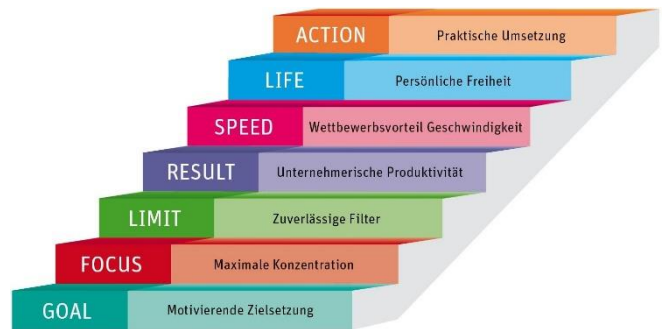 ACTION Praktische Umsetzung
LIFE Persönliche Freiheit
SPEED Wettbewerbsvorteil Geschwindigkeit
RESULT Unternehmerische Produktivität
LIMIT Zuverlässige Filter
FOCUS Maximale Konzentration
GOAL Motivierende Zielsetzung